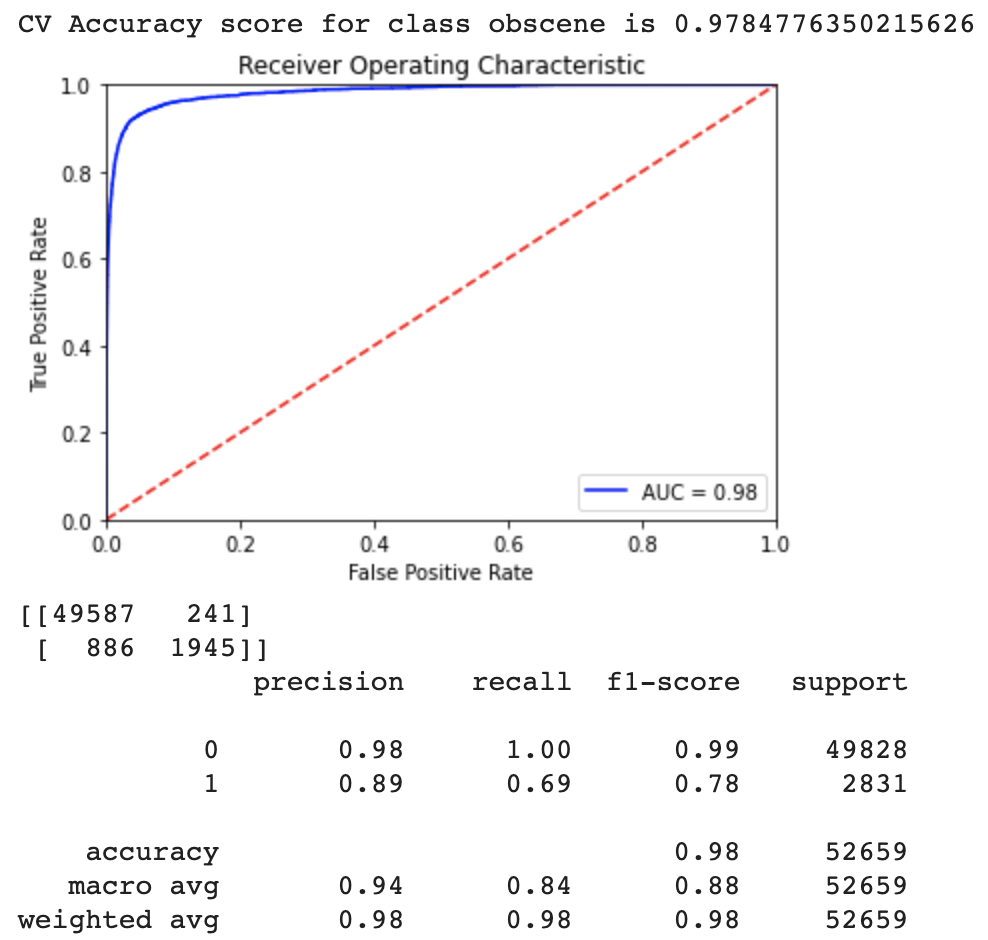 CV Accuracy score for class obscene is 0.9784776350215626
Receiver Operating Characteristic
1.0
0.8
0.6
0.4
0.2
0.0
True Positive Rate
AUC = 0.98
0.0 0.2 0.4 0.6 0.8 1.0
False Positive Rate
[[49587 241]
[ 886 1945]]
precision recall f1-score support
0 0.98 1.00 0.99 49828
1 0.89 0.69 0.78 2831
accuracy 0.98 52659
macro avg 0.94 0.84 0.88 52659
weighted avg 0.98 0.98 0.98 52659